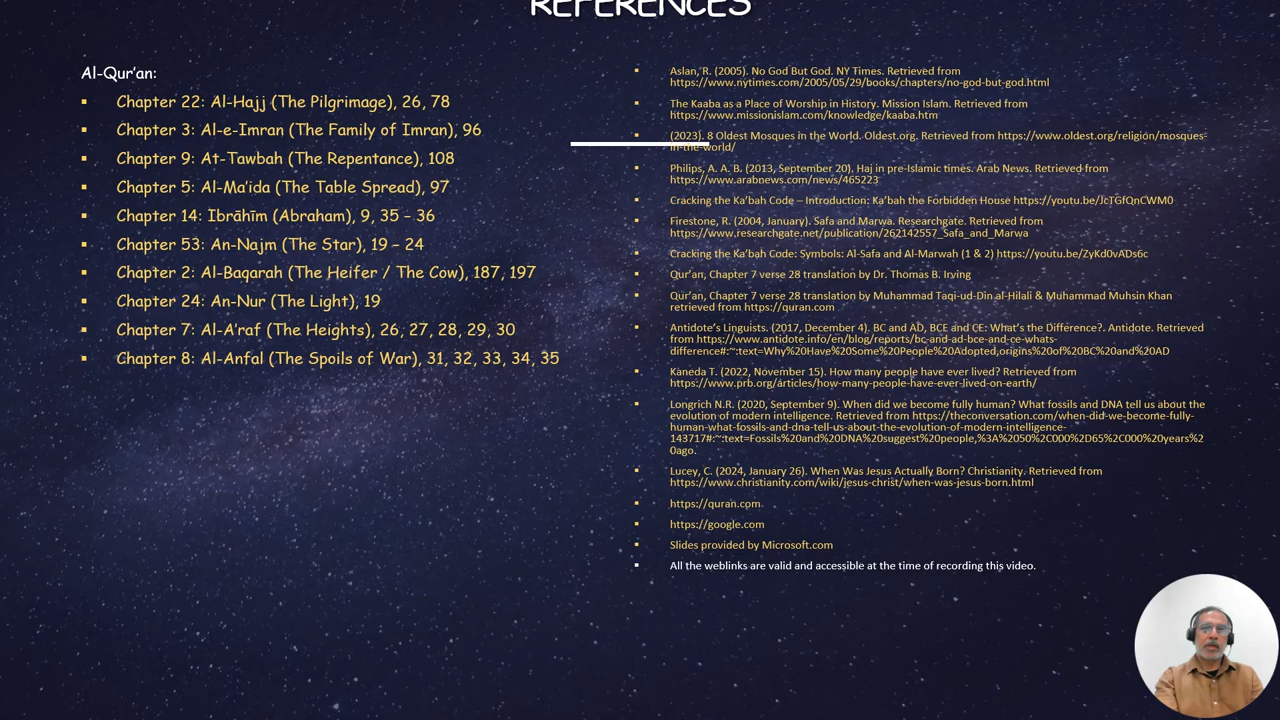 REFERENCES
Al-Qur'an:
▪ Chapter 22: Al-Hajj (The Pilgrimage), 26, 78
▪ Chapter 3: Al-e-Imran (The Family of Imran), 96
▪ Chapter 9: At-Tawbah (The Repentance), 108
▪ Chapter 5: Al-Ma'ida (The Table Spread), 97
▪ Chapter 14: Ibrāhīm (Abraham), 9, 35 – 36
▪ Chapter 53: An-Najm (The Star), 19 – 24
▪ Chapter 2: Al-Baqarah (The Heifer / The Cow), 187, 197
▪ Chapter 24: An-Nur (The Light), 19
▪ Chapter 7: Al-A'raf (The Heights), 26, 27, 28, 29, 30
▪ Chapter 8: Al-Anfal (The Spoils of War), 31, 32, 33, 34, 35
▪ Aslan, R. (2005). No God But God. NY Times. Retrieved from
https://www.nytimes.com/2005/05/29/books/chapters/no-god-but-god.html
▪ The Kaaba as a Place of Worship in History. Mission Islam. Retrieved from
https://www.missionislam.com/knowledge/kaaba.htm
▪ (2023). 8 Oldest Mosques in the World. Oldest.org. Retrieved from https://www.oldest.org/religion/mosques-
in-the-world/
▪ Philips, A. A. B. (2013, September 20). Haj in pre-Islamic times. Arab News. Retrieved from
https://www.arabnews.com/news/465223
▪ Cracking the Ka'bah Code – Introduction: Ka'bah the Forbidden House https://youtu.be/JcTGfQnCWM0
▪ Firestone, R. (2004, January). Safa and Marwa. Researchgate. Retrieved from
https://www.researchgate.net/publication/262142557_Safa_and_Marwa
▪ Cracking the Ka'bah Code: Symbols: Al-Safa and Al-Marwah (1 & 2) https://youtu.be/ZyKd0vADs6c
▪ Qur'an, Chapter 7 verse 28 translation by Dr. Thomas B. Irving
▪ Qur'an, Chapter 7 verse 28 translation by Muhammad Taqi-ud-Din al-Hilali & Muhammad Muhsin Khan
retrieved from https://quran.com
▪ Antidote's Linguists. (2017, December 4). BC and AD, BCE and CE: What's the Difference?. Antidote. Retrieved
from https://www.antidote.info/en/blog/reports/bc-and-ad-bce-and-ce-whats-
difference#:~:text=Why%20Have%20Some%20People%20Adopted,origins%20of%20BC%20and%20AD
▪ Kaneda T. (2022, November 15). How many people have ever lived? Retrieved from
https://www.prb.org/articles/how-many-people-have-ever-lived-on-earth/
▪ Longrich N.R. (2020, September 9). When did we become fully human? What fossils and DNA tell us about the
evolution of modern intelligence. Retrieved from https://theconversation.com/when-did-we-become-fully-
human-what-fossils-and-dna-tell-us-about-the-evolution-of-modern-intelligence-
143717#:~:text=Fossils%20and%20DNA%20suggest%20people,%3A%2050%2C000%2D65%2C000%20years%2
0ago.
▪ Lucey, C. (2024, January 26). When Was Jesus Actually Born? Christianity. Retrieved from
https://www.christianity.com/wiki/jesus-christ/when-was-jesus-born.html
▪ https://quran.com
▪ https://google.com
▪ Slides provided by Microsoft.com
▪ All the weblinks are valid and accessible at the time of recording this video.